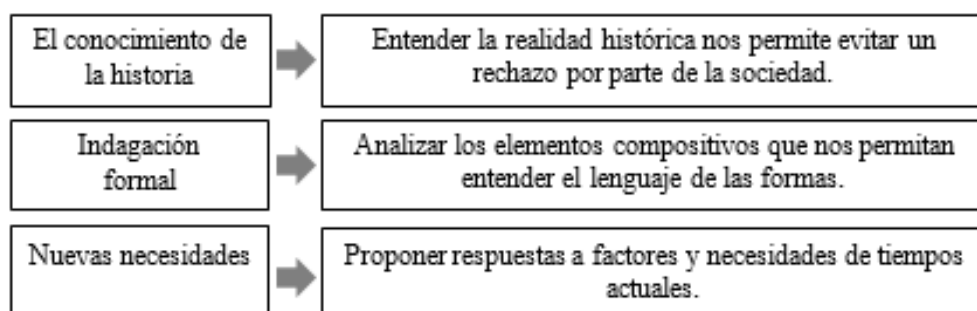 El conocimiento de
la historia
Entender la realidad histórica nos permite evitar un
rechazo por parte de la sociedad.
Indagación
formal
Analizar los elementos compositivos que nos permitan
entender el lenguaje de las formas.
Nuevas necesidades
Proponer respuestas a factores y necesidades de tiempos
actuales.